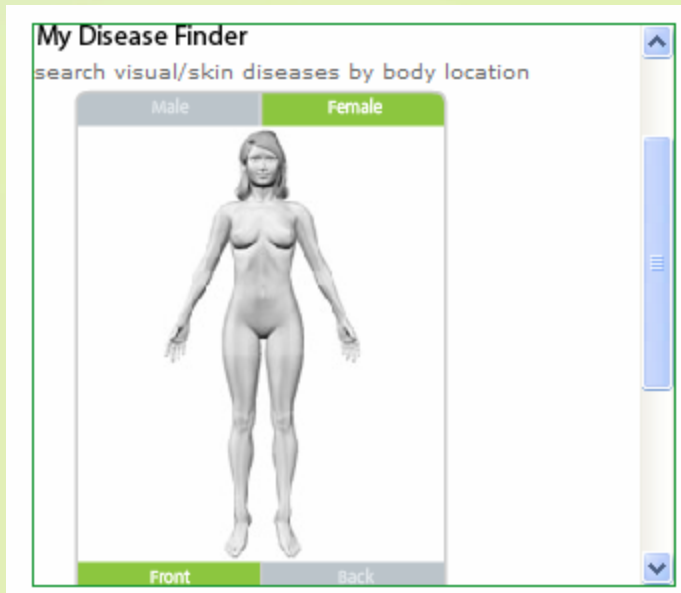 My Disease Finder
search visual/skin diseases by body location
Male Female
Front Back